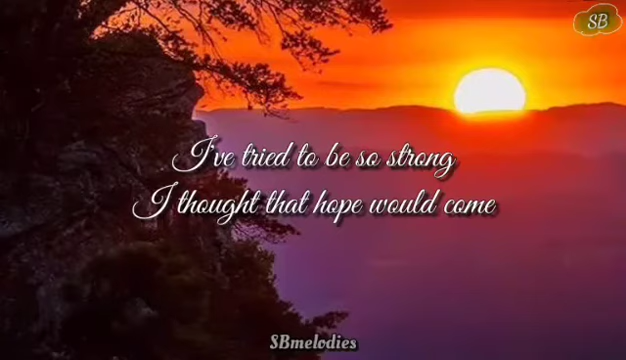 SB
I've tried to be so strong
I thought that hope would come
SBmelodies